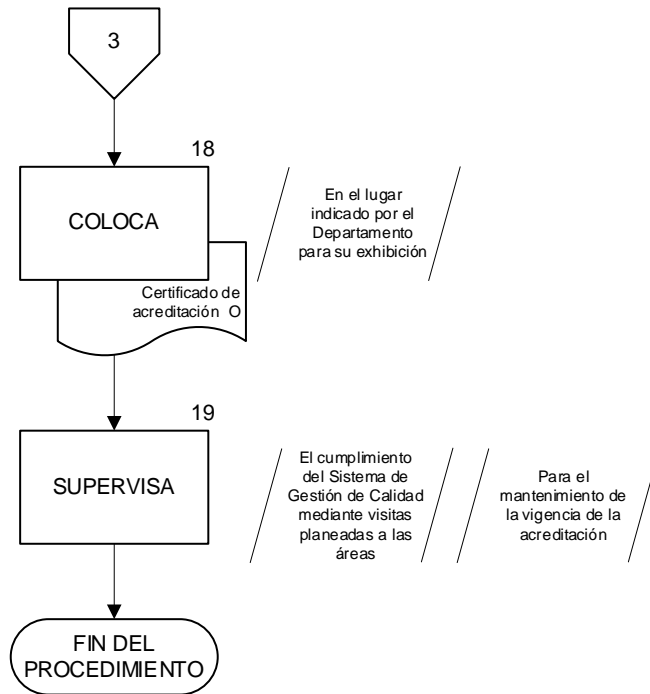 3
18
COLOCA
En el lugar
indicado por el
Departamento
para su exhibición
Certificado de
acreditación O
19
SUPERVISA
El cumplimiento
del Sistema de
Gestión de Calidad
mediante visitas
planeadas a las
áreas
Para el
mantenimiento de
la vigencia de la
acreditación
FIN DEL
PROCEDIMIENTO